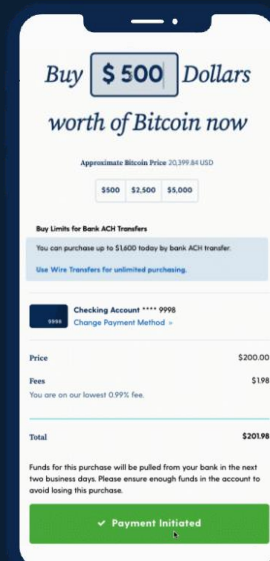 Buy $ 500 Dollars
worth of Bitcoin now
Approximate Bitcoin Price 20,399.84 USD
$500 $2,500 $5,000
Buy Limits for Bank ACH Transfers
You can purchase up to $1,600 today by bank ACH transfer.
Use Wire Transfers for unlimited purchasing.
9998
Checking Account **** 9998
Change Payment Method »
Price $200.00
Fees $1.98
You are on our lowest 0.99% fee.
Total $201.98
Funds for this purchase will be pulled from your bank in the next
two business days. Please ensure enough funds in the account to
avoid losing this purchase.
✓ Payment Initiated